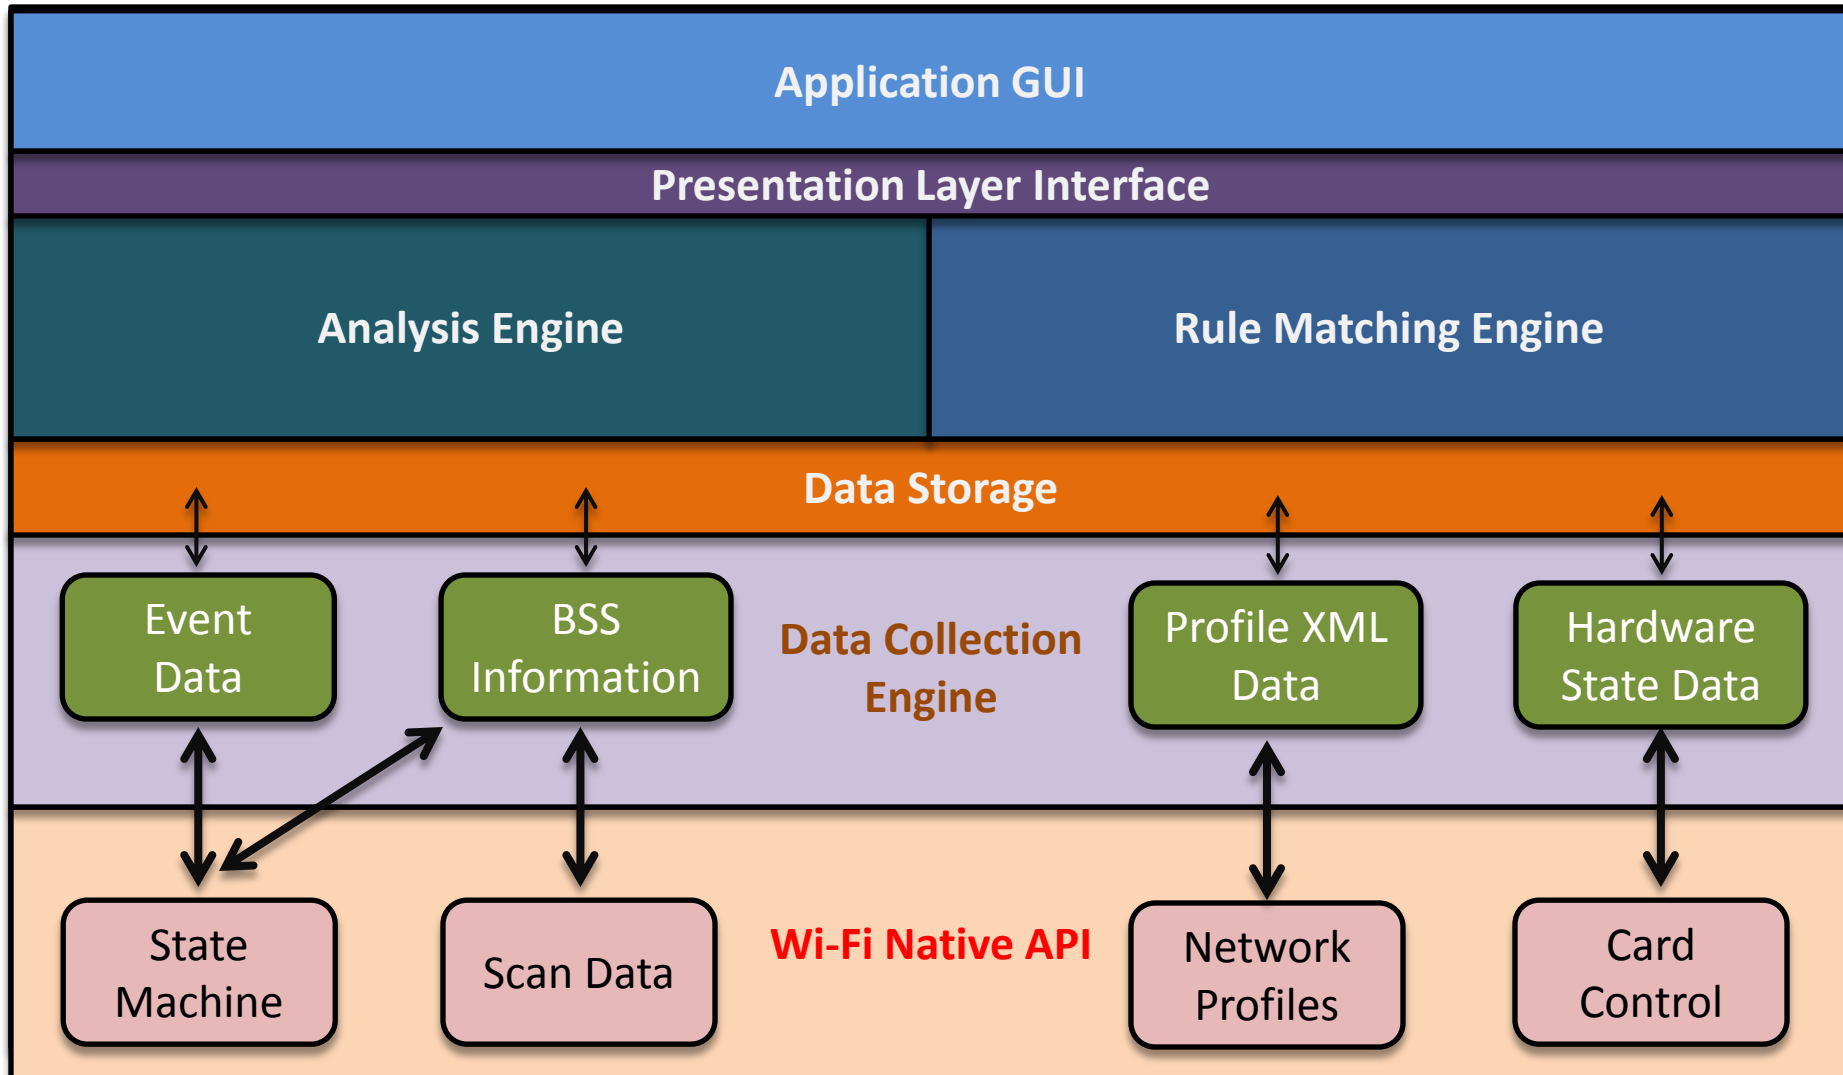 Application GUI
Presentation Layer Interface
Analysis Engine
Rule Matching Engine
Data Storage
Event
Data
BSS
Information
Data Collection
Engine
Profile XML
Data
Hardware
State Data
State
Machine
Scan Data
Wi-Fi Native API
Network
Profiles
Card
Control